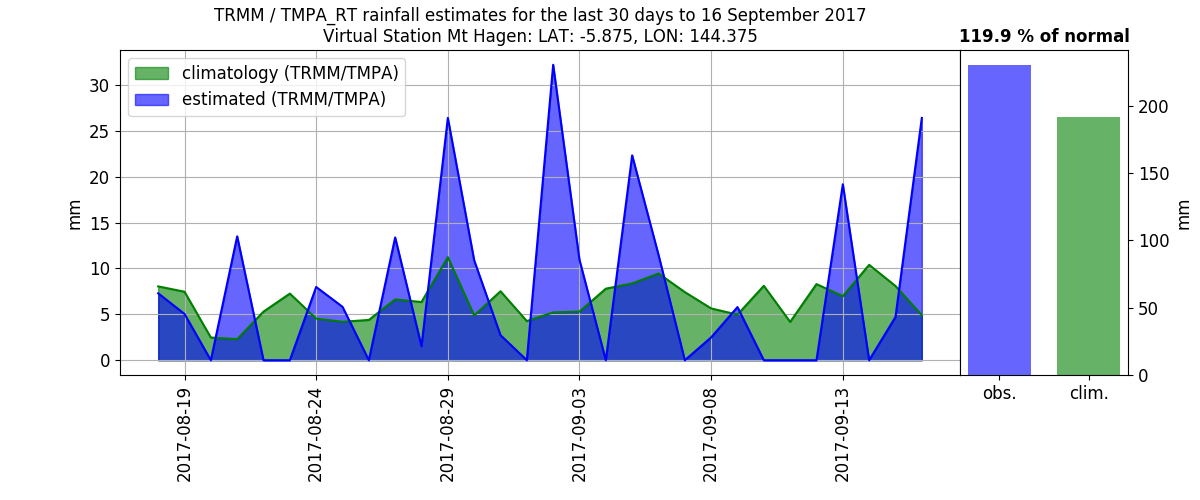 TRMM / TMPA_RT rainfall estimates for the last 30 days to 16 September 2017
Virtual Station Mt Hagen: LAT: -5.875, LON: 144.375
119.9 % of normal
climatology (TRMM/TMPA)
estimated (TRMM/TMPA)
30
25
20
15
10
5
0
mm
2017-08-19
2017-08-24
2017-08-29
2017-09-03
2017-09-08
2017-09-13
200
150
100
50
0
mm
obs.
clim.